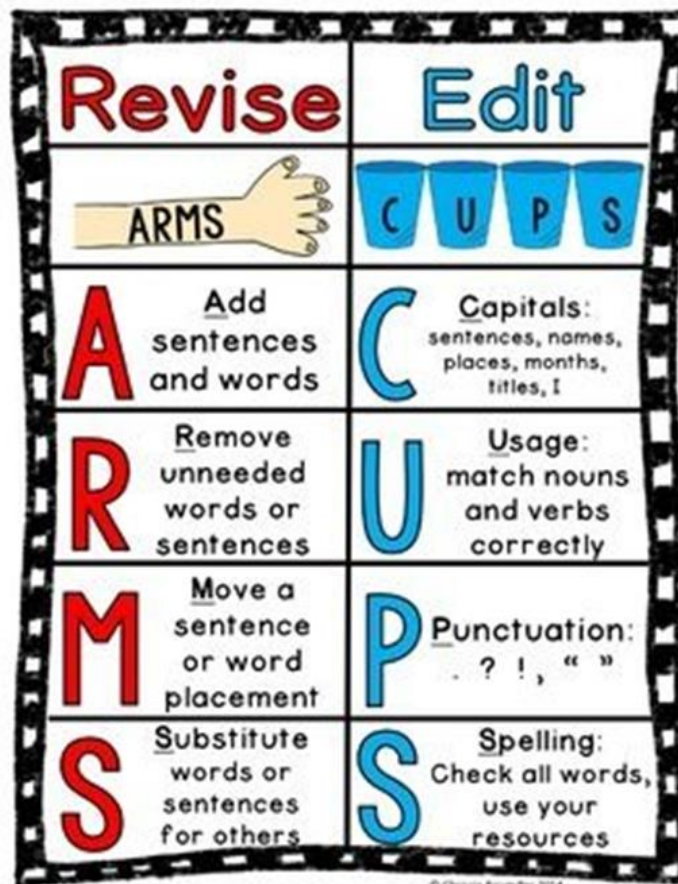 Revise
Edit
ARMS
C U P S
A
Add
sentences
and words
C
Capitals:
sentences, names,
places, months,
titles, I
R
Remove
unneeded
words or
sentences
U
Usage:
match nouns
and verbs
correctly
M
Move a
sentence
or word
placement
P
Punctuation:
. ? ! , “ ”
S
Substitute
words or
sentences
for others
S
Spelling:
Check all words,
use your
resources